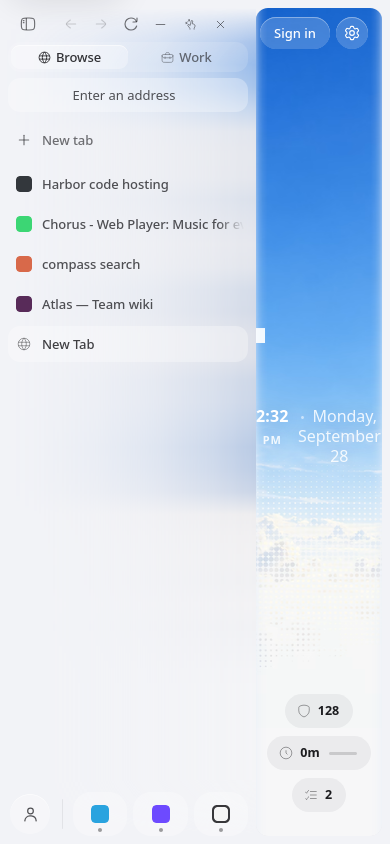 Browse
Work
Sign in
Enter an address
New tab
Harbor code hosting
Chorus - Web Player: Music for
compass search
Atlas — Team wiki
New Tab
2:32 PM • Monday, September 28
128
0m
2